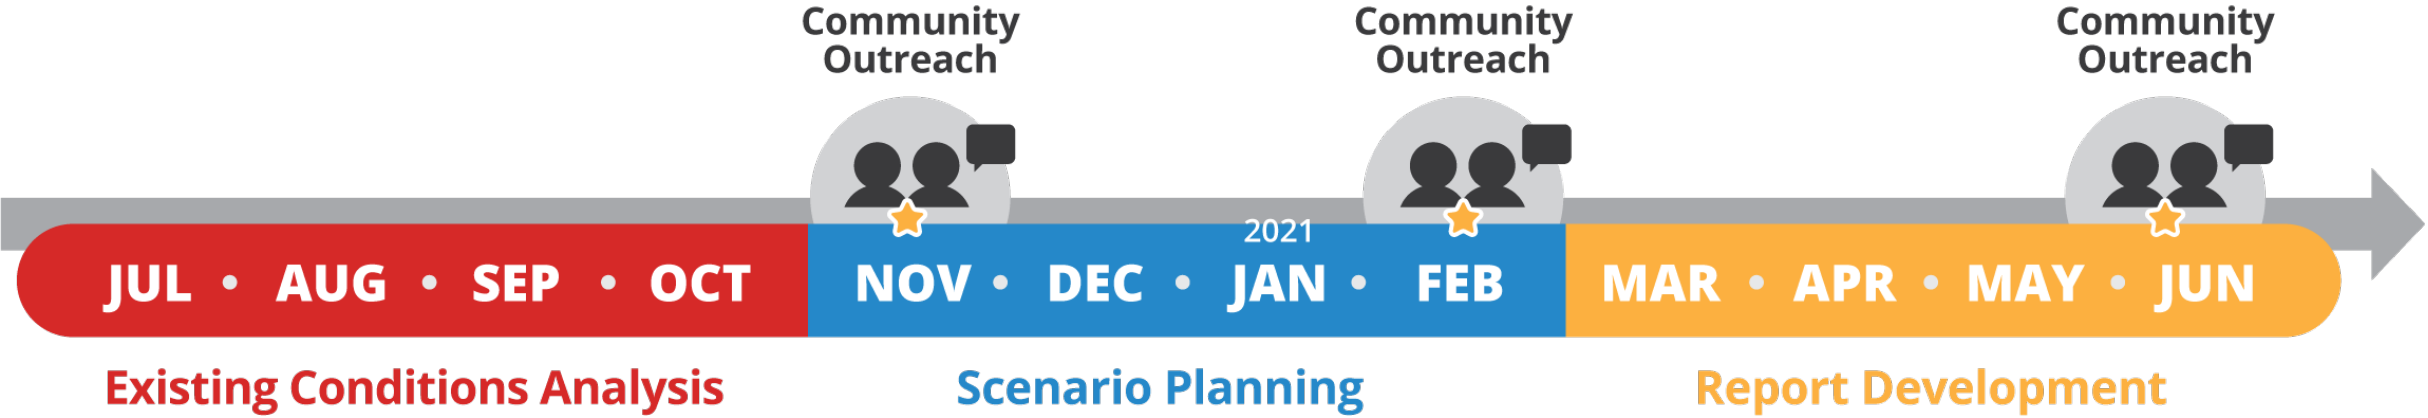 Community
Outreach
Community
Outreach
Community
Outreach
2021
JUL • AUG • SEP • OCT NOV • DEC • JAN • FEB MAR • APR • MAY • JUN
Existing Conditions Analysis
Scenario Planning
Report Development